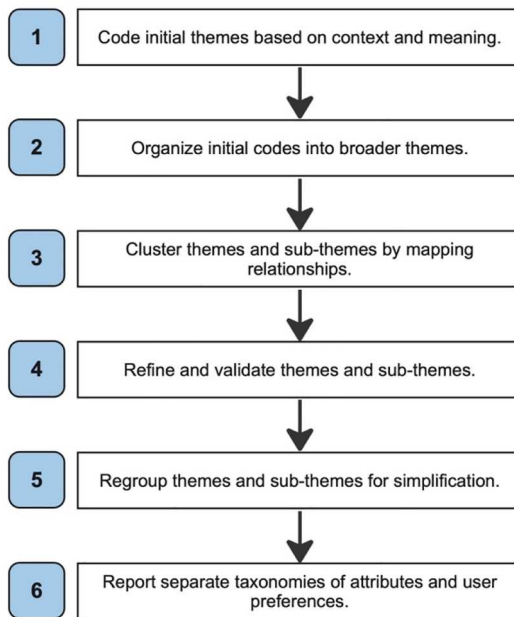 1
Code initial themes based on context and meaning.
2
Organize initial codes into broader themes.
3
Cluster themes and sub-themes by mapping
relationships.
4
Refine and validate themes and sub-themes.
5
Regroup themes and sub-themes for simplification.
6
Report separate taxonomies of attributes and user
preferences.